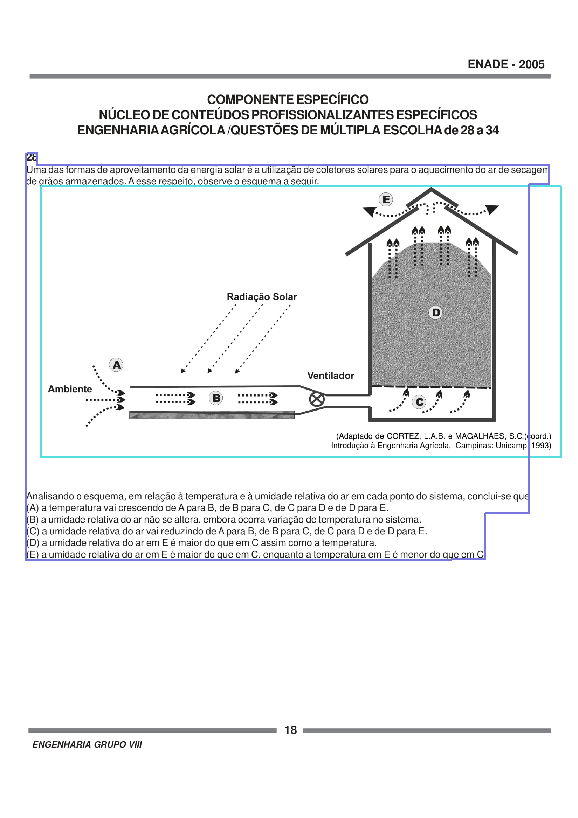 ENADE - 2005
COMPONENTE ESPECÍFICO
NÚCLEO DE CONTEÚDOS PROFISSIONALIZANTES ESPECÍFICOS
ENGENHARIA AGRÍCOLA /QUESTÕES DE MÚLTIPLA ESCOLHA de 28 a 34
28
Uma das formas de aproveitamento da energia solar é a utilização de coletores solares para o aquecimento do ar de secagem
de grãos armazenados. A esse respeito, observe o esquema a seguir.
E
D
Radiação Solar
A
Ventilador
Ambiente
B
C
(Adaptado de CORTEZ, L.A.B. e MAGALHÃES, S.C.(coord.)
Introdução à Engenharia Agrícola. Campinas: Unicamp, 1993)
Analisando o esquema, em relação à temperatura e à umidade relativa do ar em cada ponto do sistema, conclui-se que
(A) a temperatura vai crescendo de A para B, de B para C, de C para D e de D para E.
(B) a umidade relativa do ar não se altera, embora ocorra variação de temperatura no sistema.
(C) a umidade relativa do ar vai reduzindo de A para B, de B para C, de C para D e de D para E.
(D) a umidade relativa do ar em E é maior do que em C assim como a temperatura.
(E) a umidade relativa do ar em E é maior do que em C, enquanto a temperatura em E é menor do que em C.
18
ENGENHARIA GRUPO VIII